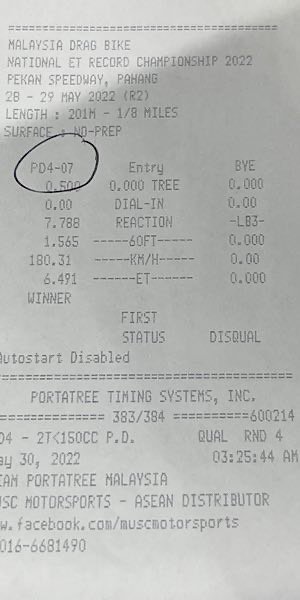 ========================================
MALAYSIA DRAG BIKE
NATIONAL ET RECORD CHAMPIONSHIP 2022
PEKAN SPEEDWAY, PAHANG
28 - 29 MAY 2022 (R2)
LENGTH : 201M - 1/8 MILES
SURFACE : NO-PREP
PD4-07 Entry BYE
0.500 0.000 TREE 0.000
0.00 DIAL-IN 0.00
7.788 REACTION -LB3-
1.565 -----60FT----- 0.000
180.31 -----KM/H----- 0.00
6.491 ------ET------ 0.000
WINNER
FIRST
STATUS DISQUAL
Autostart Disabled
========================================
PORTATREE TIMING SYSTEMS, INC.
============== 383/384 ==========600214
D4 - 2T<150CC P.D. QUAL RND 4
ay 30, 2022 03:25:44 AM
EAM PORTATREE MALAYSIA
USC MOTORSPORTS - ASEAN DISTRIBUTOR
w.facebook.com/muscmotorsports
016-6681490